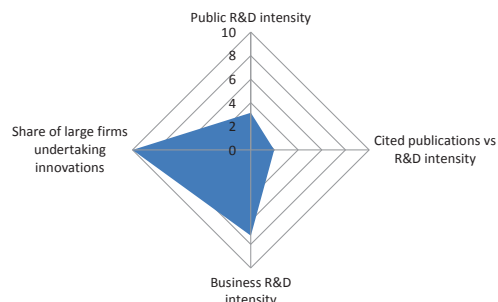 Public R&D intensity
10
8
6
4
2
0
Share of large firms
undertaking
innovations
Cited publications vs
R&D intensity
Business R&D
intensity